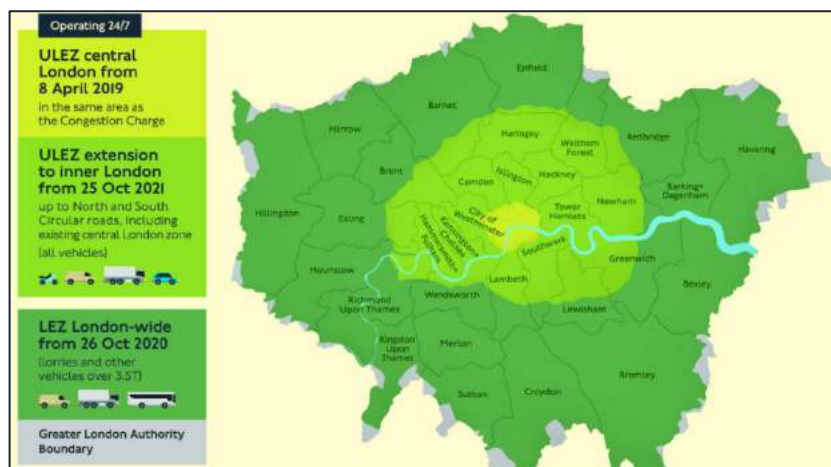 Operating 24/7
ULEZ central
London from
8 April 2019
in the same area as
the Congestion Charge
ULEZ extension
to inner London
from 25 Oct 2021
up to North and South
Circular roads, including
existing central London zone
(all vehicles)
LEZ London-wide
from 26 Oct 2020
(lorries and other
vehicles over 3.5T)
Greater London Authority
Boundary
Enfield
Barnet
Harrow
Haringey
Waltham
Forest
Redbridge
Havering
Brent
Camden
Islington
Hackney
Barking+
Dagenham
Hillingdon
Ealing
City of
Westminster
Tower
Hamlets
Newham
Kensington+
Chelsea
Hammersmith+
Fulham
Southwark
Greenwich
Hounslow
Bexley
Richmond
Upon Thames
Wandsworth
Lambeth
Lewisham
Kingston
Upon
Thames
Merton
Sutton
Croydon
Bromley